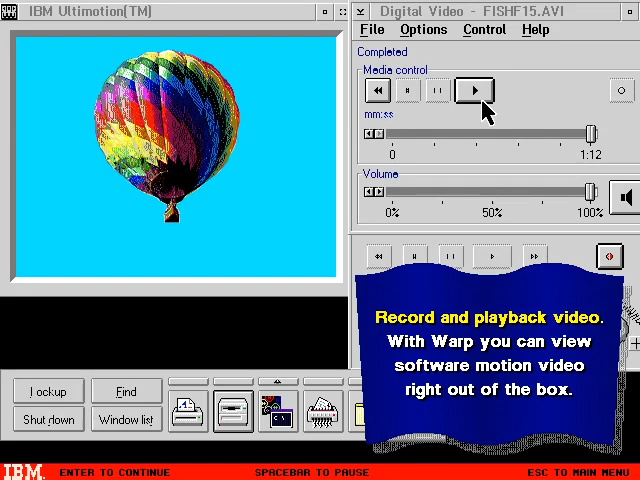 IBM Ultimotion[TM]
Digital Video - FISHF15.AVI
File Options Control Help
Completed
Media control
mm:ss
0 1:12
Volume
0% 50% 100%
Record and playback video.
With Warp you can view
software motion video
right out of the box.
Lockup Find
Shut down Window list
IBM. ENTER TO CONTINUE SPACEBAR TO PAUSE ESC TO MAIN MENU